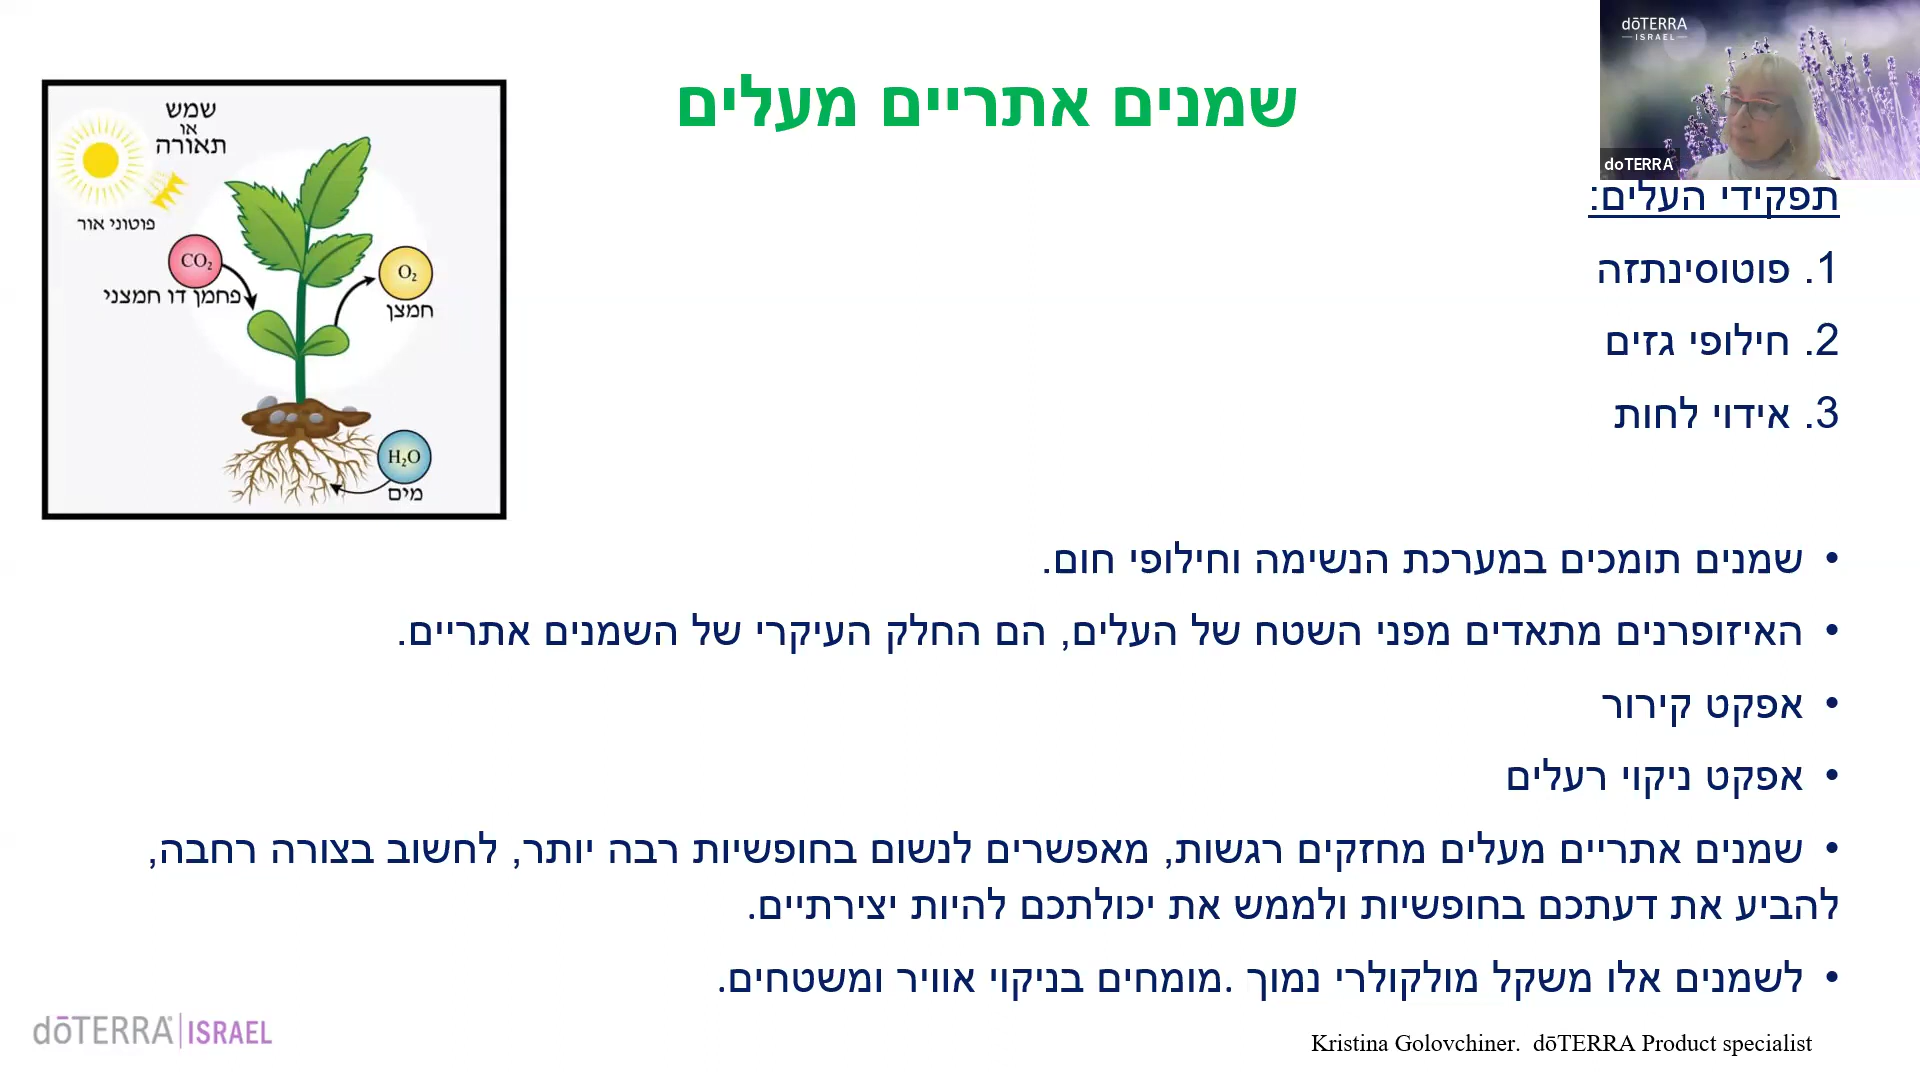 dōTERRA
ISRAEL
doTERRA
שמנים אתריים מעלים
שמש
או
תאורה
פוטוני אור
CO₂
פחמן דו חמצני
O₂
חמצן
H₂O
מים
תפקידי העלים:
1. פוטוסינתזה
2. חילופי גזים
3. אידוי לחות
• שמנים תומכים במערכת הנשימה וחילופי חום.
• האיזופרנים מתאדים מפני השטח של העלים, הם החלק העיקרי של השמנים אתריים.
• אפקט קירור
• אפקט ניקוי רעלים
• שמנים אתריים מעלים מחזקים רגשות, מאפשרים לנשום בחופשיות רבה יותר, לחשוב בצורה רחבה,
להביע את דעתכם בחופשיות ולממש את יכולתכם להיות יצירתיים.
• לשמנים אלו משקל מולקולרי נמוך .מומחים בניקוי אוויר ומשטחים.
dōTERRA® | ISRAEL
Kristina Golovchiner. dōTERRA Product specialist